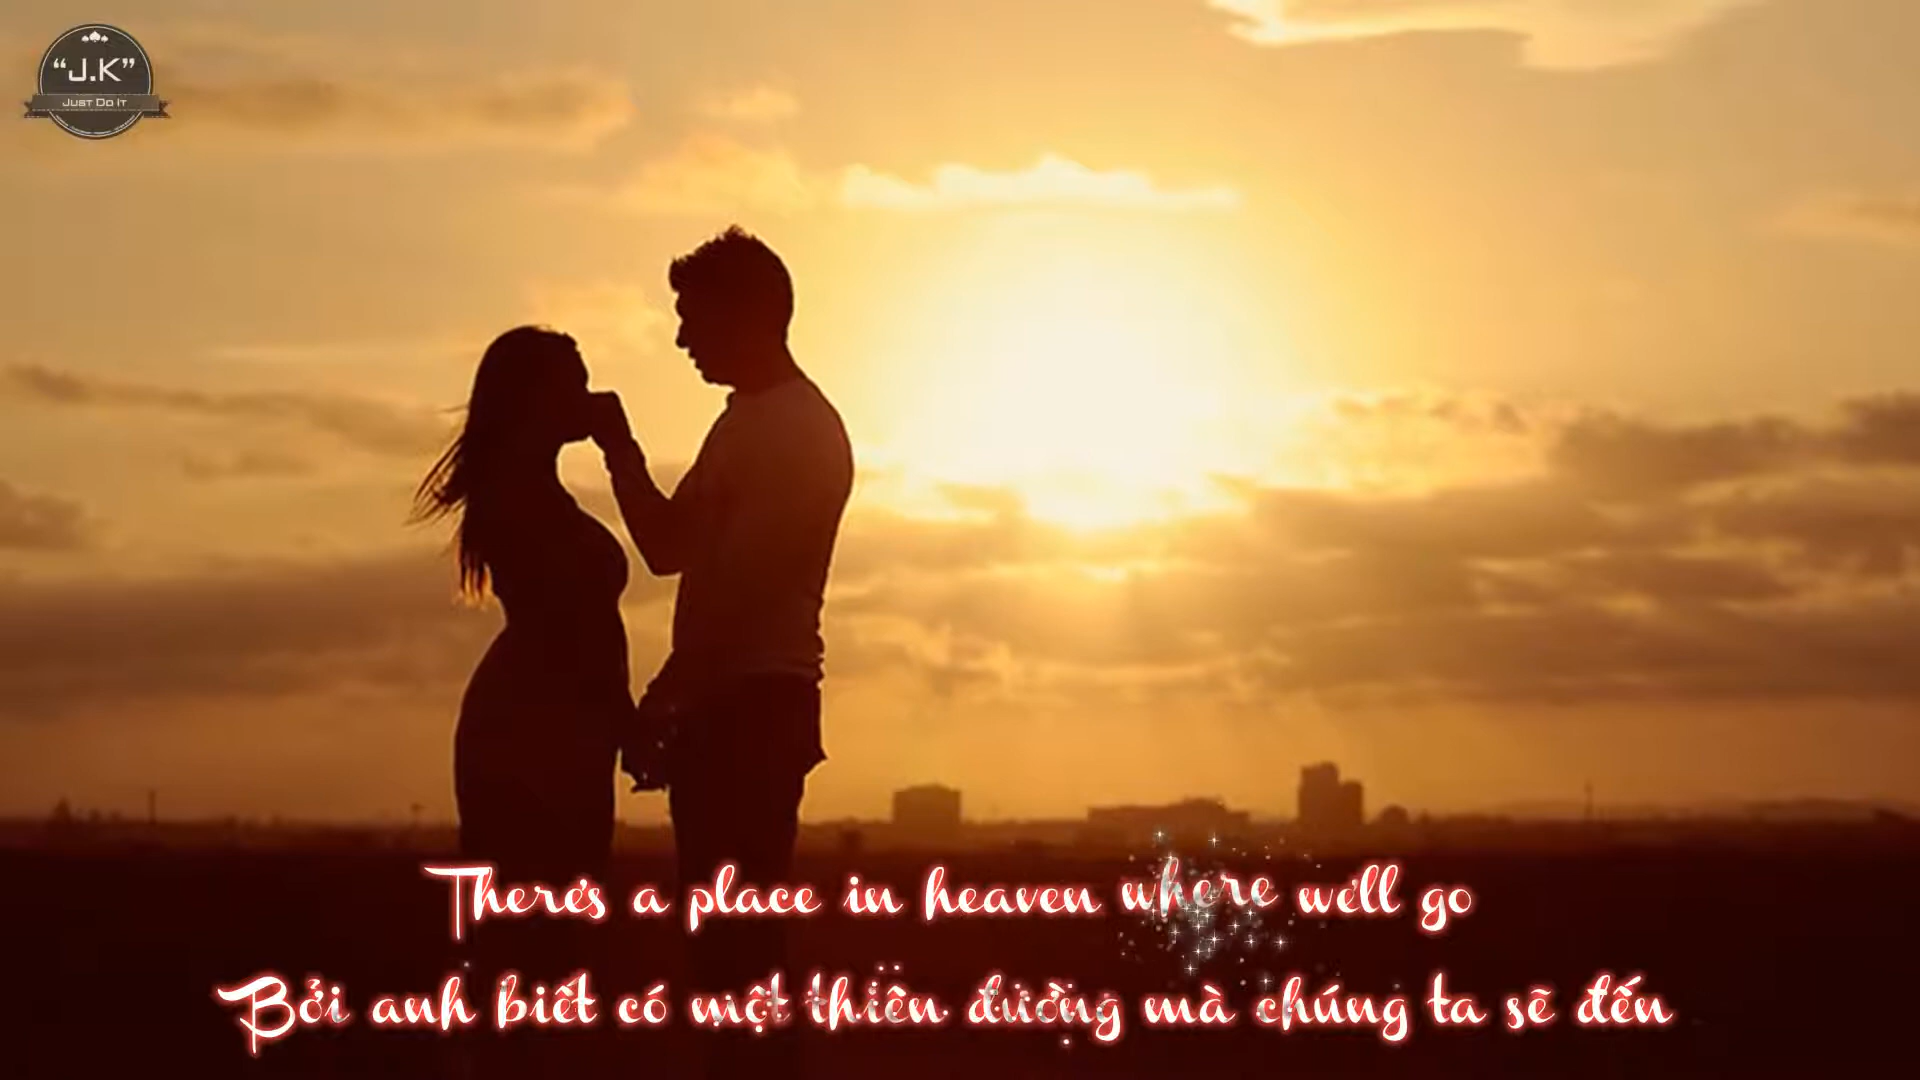 “J.K”
Just Do It
There's a place in heaven where we'll go
Bởi anh biết có một thiên đường mà chúng ta sẽ đến